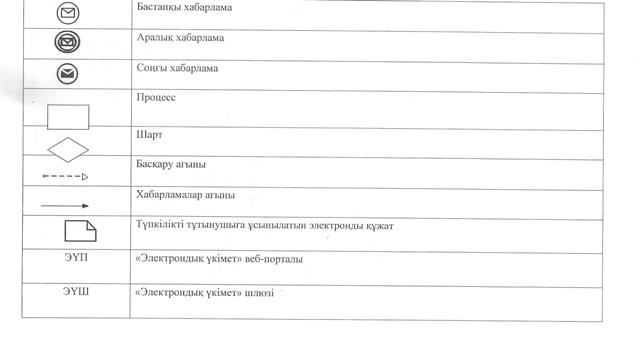 Бастапқы хабарлама
Аралық хабарлама
Соңғы хабарлама
Процесс
Шарт
Басқару ағыны
Хабарламалар ағыны
Түпкілікті тұтынушыға ұсынылатын электронды құжат
ЭҮП «Электрондық үкімет» веб-порталы
ЭҮШ «Электрондық үкімет» шлюзі